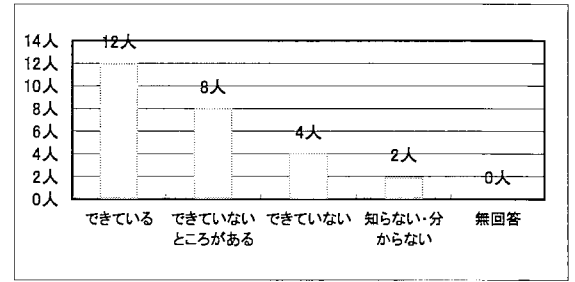 14人
12人
10人
8人
6人
4人
2人
0人
12人
8人
4人
2人
0人
できている
できていない
ところがある
できていない
知らない・分
からない
無回答